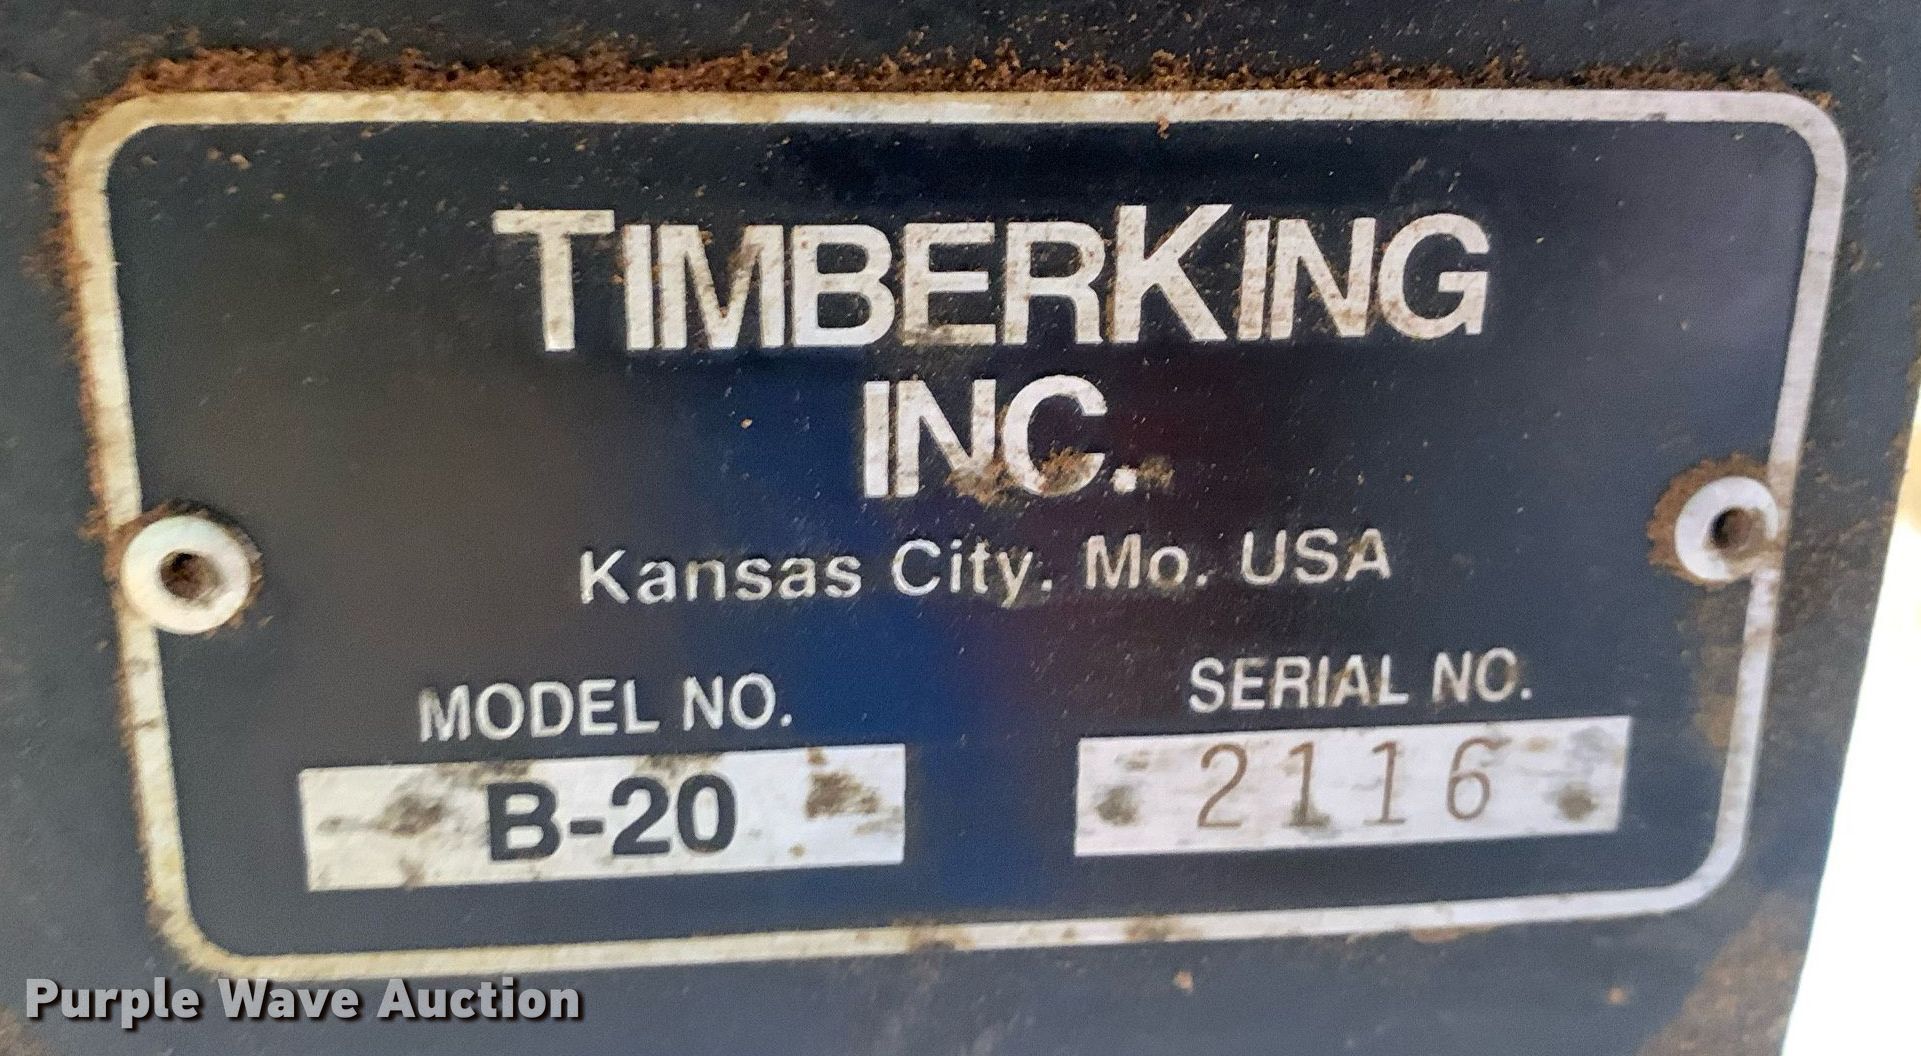 TIMBERKING
INC.
Kansas City, Mo. USA
MODEL NO.
B-20
SERIAL NO.
2116
Purple Wave Auction